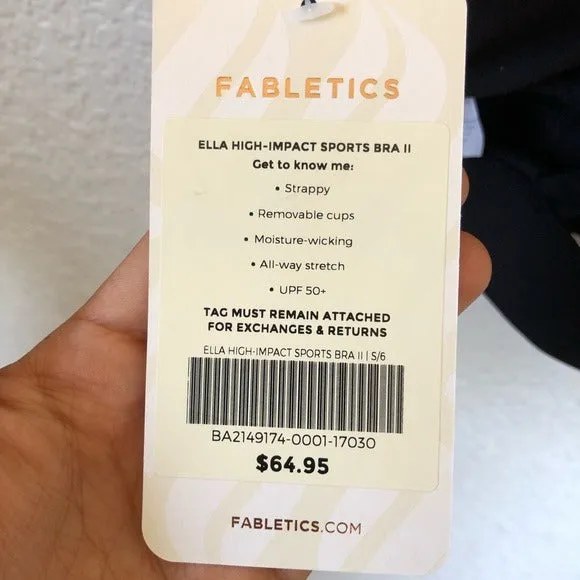 FABLETICS
ELLA HIGH-IMPACT SPORTS BRA II
Get to know me:
• Strappy
• Removable cups
• Moisture-wicking
• All-way stretch
• UPF 50+
TAG MUST REMAIN ATTACHED
FOR EXCHANGES & RETURNS
ELLA HIGH-IMPACT SPORTS BRA II | S/6
BA2149174-0001-17030
$64.95
FABLETICS.COM